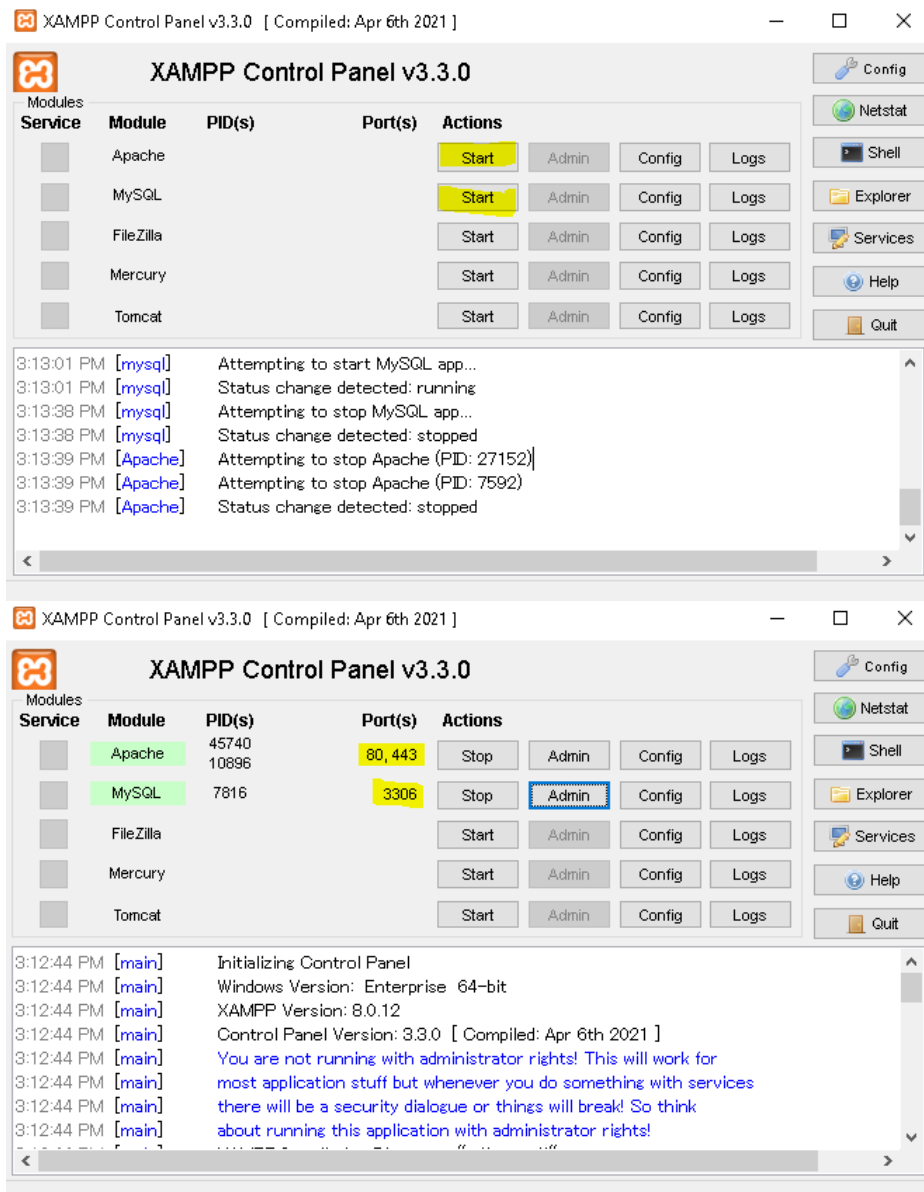 XAMPP Control Panel v3.3.0 [ Compiled: Apr 6th 2021 ]
XAMPP Control Panel v3.3.0
Config
Modules
Service Module PID(s) Port(s) Actions
Netstat
Apache Start Admin Config Logs
Shell
MySQL Start Admin Config Logs
Explorer
FileZilla Start Admin Config Logs
Services
Mercury Start Admin Config Logs
Help
Tomcat Start Admin Config Logs
Quit
3:13:01 PM [mysql] Attempting to start MySQL app...
3:13:01 PM [mysql] Status change detected: running
3:13:38 PM [mysql] Attempting to stop MySQL app...
3:13:38 PM [mysql] Status change detected: stopped
3:13:39 PM [Apache] Attempting to stop Apache (PID: 27152)
3:13:39 PM [Apache] Attempting to stop Apache (PID: 7592)
3:13:39 PM [Apache] Status change detected: stopped
XAMPP Control Panel v3.3.0 [ Compiled: Apr 6th 2021 ]
XAMPP Control Panel v3.3.0
Config
Modules
Service Module PID(s) Port(s) Actions
Netstat
Apache 45740 10896 80, 443 Stop Admin Config Logs
Shell
MySQL 7816 3306 Stop Admin Config Logs
Explorer
FileZilla Start Admin Config Logs
Services
Mercury Start Admin Config Logs
Help
Tomcat Start Admin Config Logs
Quit
3:12:44 PM [main] Initializing Control Panel
3:12:44 PM [main] Windows Version: Enterprise 64-bit
3:12:44 PM [main] XAMPP Version: 8.0.12
3:12:44 PM [main] Control Panel Version: 3.3.0 [ Compiled: Apr 6th 2021 ]
3:12:44 PM [main] You are not running with administrator rights! This will work for
3:12:44 PM [main] most application stuff but whenever you do something with services
3:12:44 PM [main] there will be a security dialogue or things will break! So think
3:12:44 PM [main] about running this application with administrator rights!